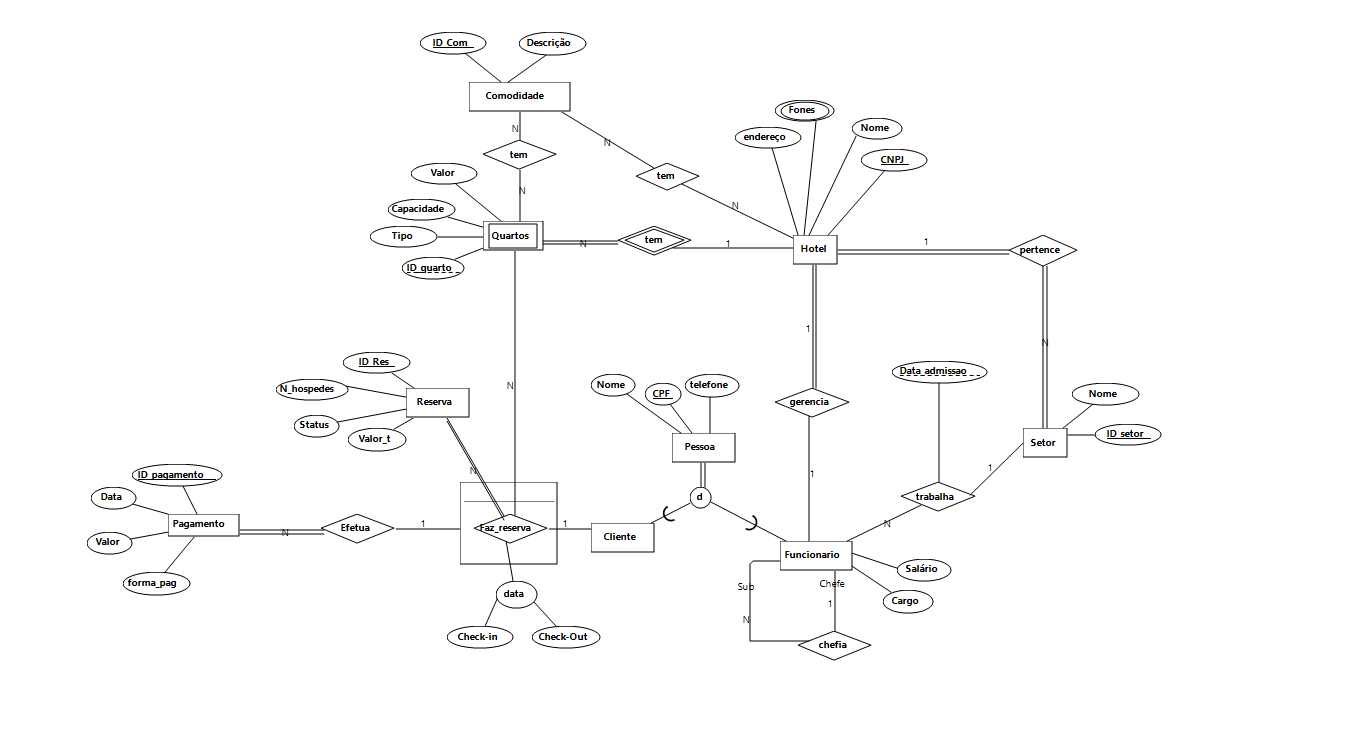 ID_Com
Descrição
Comodidade
Fones
endereço
Nome
CNPJ
N
N
tem
tem
N
N
Valor
Capacidade
Tipo
ID_quarto
Quartos
N
tem
1
Hotel
1
pertence
1
N
N
ID_Res
N_hospedes
Status
Valor_t
Reserva
N
Nome
CPF
telefone
Pessoa
d
gerencia
1
Data_admissao
Nome
ID_setor
Setor
1
trabalha
N
ID_pagamento
Data
Pagamento
Valor
forma_pag
N
Efetua
1
Faz_reserva
1
Cliente
data
Check-in
Check-Out
Funcionario
Salário
Cargo
Sub
Chefe
1
N
chefia